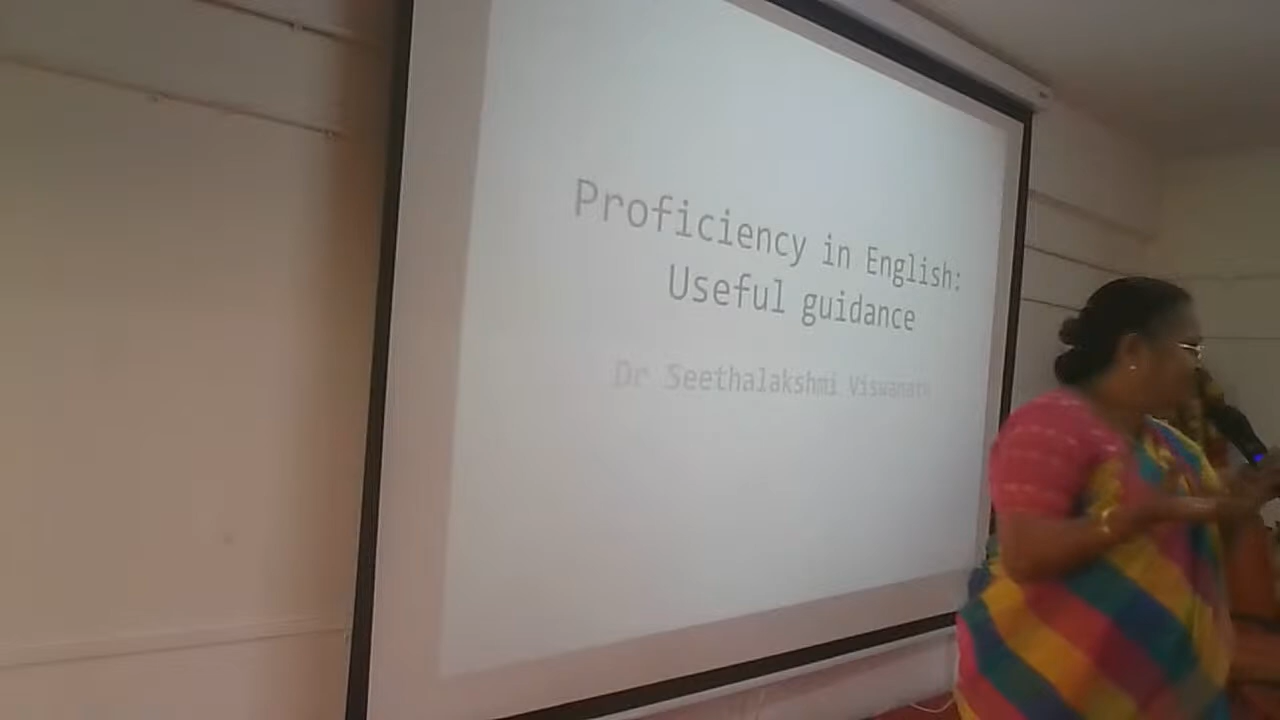 Proficiency in English:
Useful guidance
Dr Seethalakshmi Viswanath